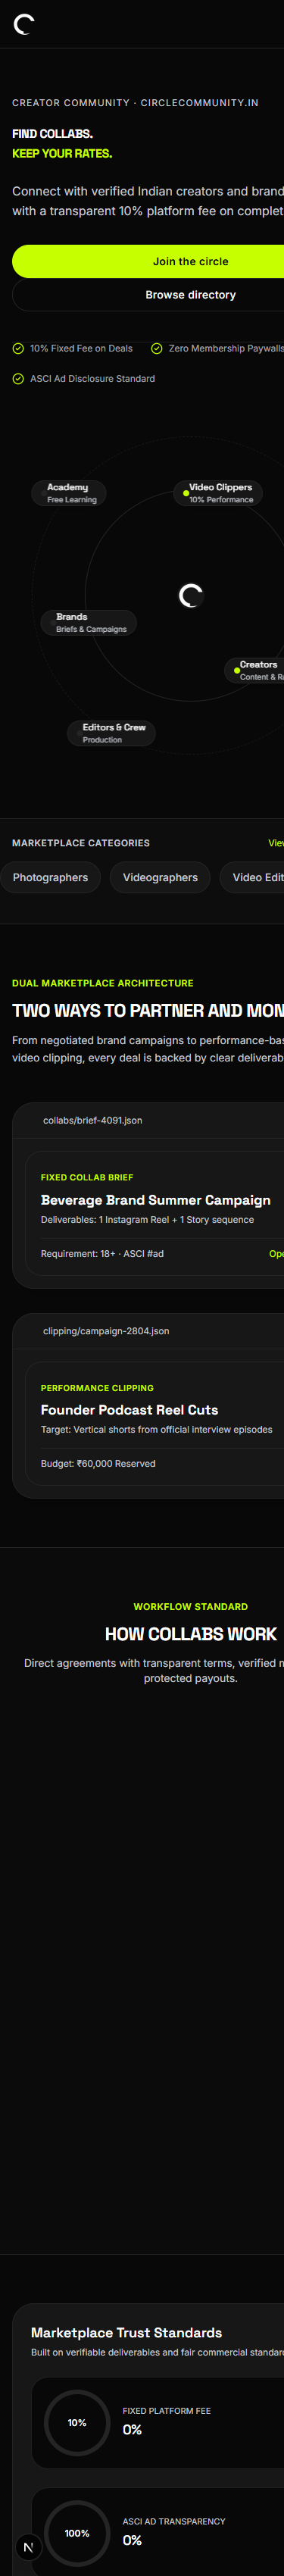 CREATOR COMMUNITY · CIRCLECOMMUNITY.IN
FIND COLLABS.
KEEP YOUR RATES.
Connect with verified Indian creators and brand
with a transparent 10% platform fee on complet
Join the circle
Browse directory
10% Fixed Fee on Deals
Zero Membership Paywalls
ASCI Ad Disclosure Standard
Academy
Free Learning
Video Clippers
10% Performance
Brands
Briefs & Campaigns
Creators
Content & Ra
Editors & Crew
Production
MARKETPLACE CATEGORIES
View
Photographers
Videographers
Video Edit
DUAL MARKETPLACE ARCHITECTURE
TWO WAYS TO PARTNER AND MON
From negotiated brand campaigns to performance-bas
video clipping, every deal is backed by clear deliverab
collabs/brief-4091.json
FIXED COLLAB BRIEF
Beverage Brand Summer Campaign
Deliverables: 1 Instagram Reel + 1 Story sequence
Requirement: 18+ · ASCI #ad
Ope
clipping/campaign-2804.json
PERFORMANCE CLIPPING
Founder Podcast Reel Cuts
Target: Vertical shorts from official interview episodes
Budget: ₹60,000 Reserved
WORKFLOW STANDARD
HOW COLLABS WORK
Direct agreements with transparent terms, verified m
protected payouts.
Marketplace Trust Standards
Built on verifiable deliverables and fair commercial standar
10%
FIXED PLATFORM FEE
0%
100%
ASCI AD TRANSPARENCY
0%
N